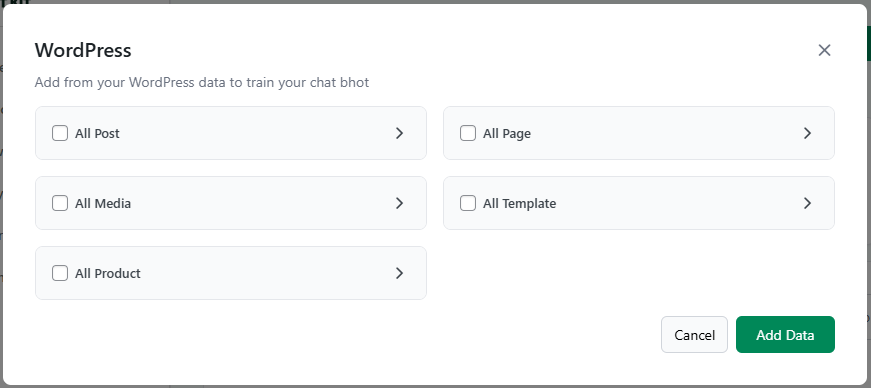 WordPress
Add from your WordPress data to train your chat bhot
All Post
All Page
All Media
All Template
All Product
Cancel
Add Data